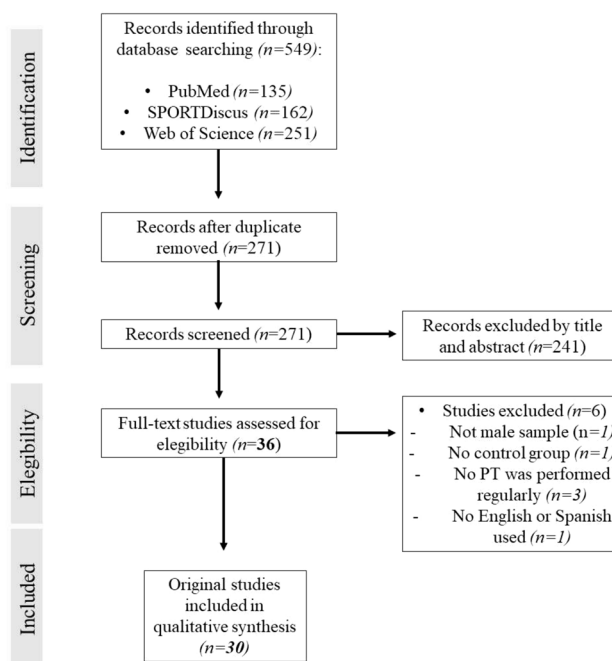 Identification
Records identified through
database searching (n=549):
• PubMed (n=135)
• SPORTDiscus (n=162)
• Web of Science (n=251)
Screening
Records after duplicate
removed (n=271)
Records screened (n=271)
Records excluded by title
and abstract (n=241)
Elegibility
Full-text studies assessed for
elegibility (n=36)
• Studies excluded (n=6)
- Not male sample (n=1)
- No control group (n=1)
- No PT was performed
regularly (n=3)
- No English or Spanish
used (n=1)
Included
Original studies
included in
qualitative synthesis
(n=30)